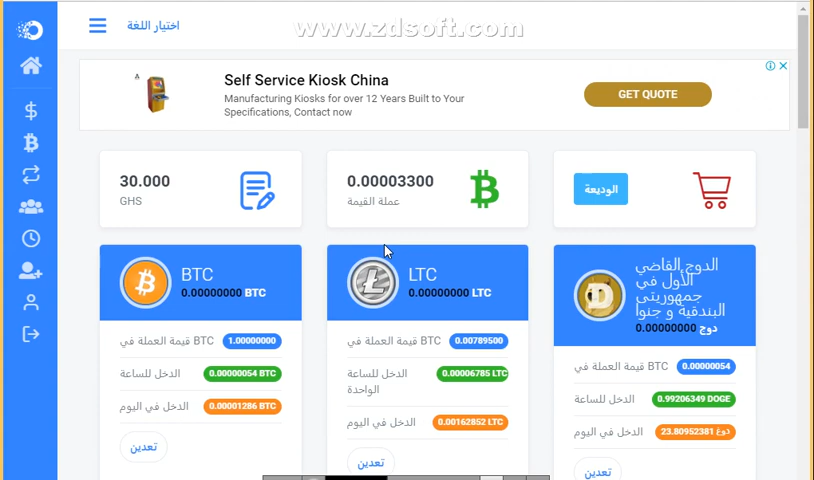 www.zdsoft.com
اختيار اللغة
Self Service Kiosk China
Manufacturing Kiosks for over 12 Years Built to Your
Specifications, Contact now
GET QUOTE
30.000
GHS
0.00003300
عملة القيمة
الوديعة
BTC
0.00000000 BTC
قيمة العملة في BTC
1.00000000
الدخل للساعة
0.00000054 BTC
الدخل في اليوم
0.00001286 BTC
تعدين
LTC
0.00000000 LTC
قيمة العملة في BTC
0.00789500
الدخل للساعة
الواحدة
0.00006785 LTC
الدخل في اليوم
0.00162852 LTC
تعدين
الدوج القاضي
الأول في
جمهوريتى
البندقية و جنوا
0.00000000 دوج
قيمة العملة في BTC
0.00000054
الدخل للساعة
0.99206349 DOGE
الدخل في اليوم
23.80952381 دوغ
تعدين